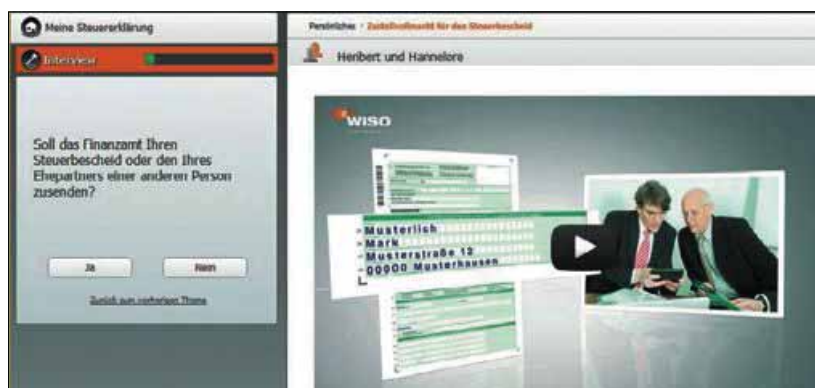 Meine Steuererklärung
Interview
Soll das Finanzamt Ihren
Steuerbescheid oder den Ihres
Ehepartners einer anderen Person
zusenden?
Ja
Nein
Zurück zum vorherigen Thema
Persönliches › Zustellvollmacht für den Steuerbescheid
Heribert und Hannelore
WISO
Musterlich
Mark
Musterstraße 12
00000 Musterhausen